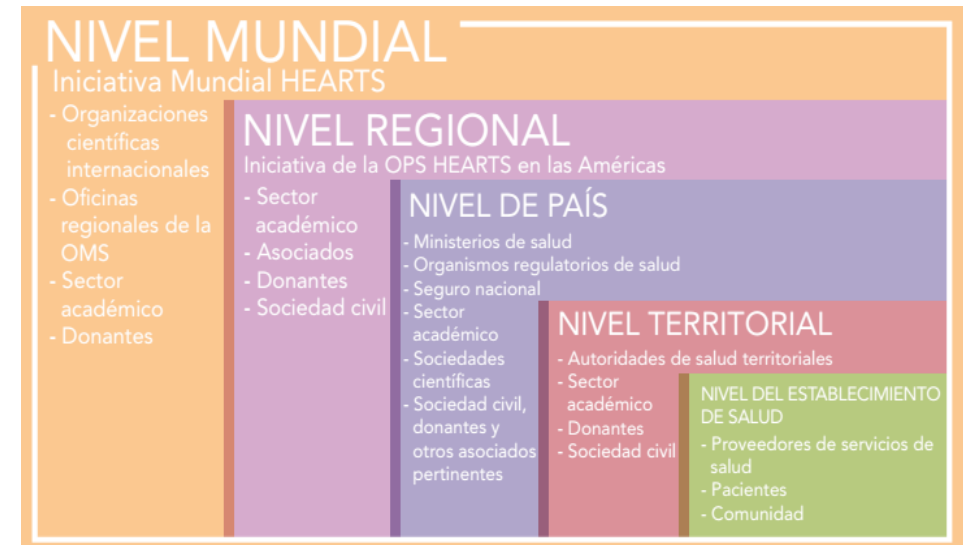 NIVEL MUNDIAL
Iniciativa Mundial HEARTS
- Organizaciones
científicas
internacionales
- Oficinas
regionales de la
OMS
- Sector
académico
- Donantes
NIVEL REGIONAL
Iniciativa de la OPS HEARTS en las Américas
- Sector
académico
- Asociados
- Donantes
- Sociedad civil
NIVEL DE PAÍS
- Ministerios de salud
- Organismos regulatorios de salud
- Seguro nacional
- Sector
académico
- Sociedades
científicas
- Sociedad civil,
donantes y
otros asociados
pertinentes
NIVEL TERRITORIAL
- Autoridades de salud territoriales
- Sector
académico
- Donantes
- Sociedad civil
NIVEL DEL ESTABLECIMIENTO
DE SALUD
- Proveedores de servicios de
salud
- Pacientes
- Comunidad